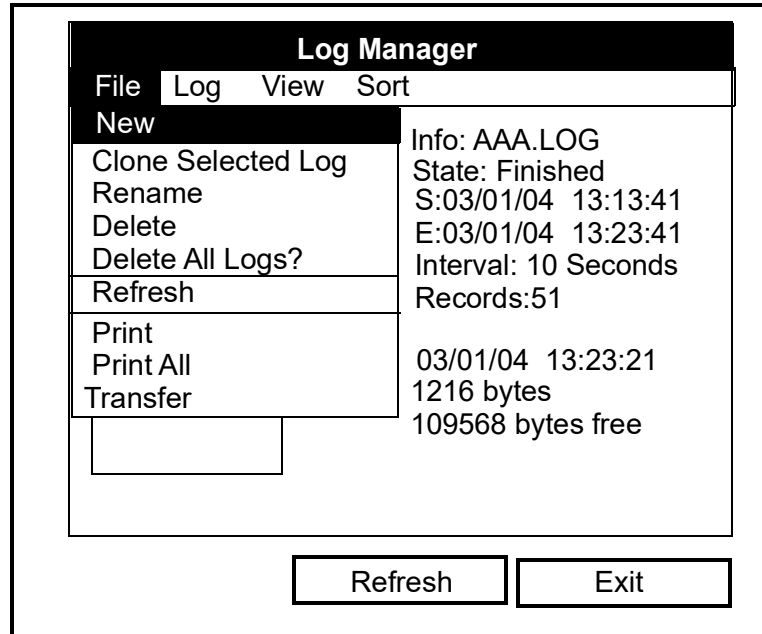 Log Manager
File Log View Sort
New
Clone Selected Log
Rename
Delete
Delete All Logs?
Refresh
Print
Print All
Transfer
Info: AAA.LOG
State: Finished
S:03/01/04 13:13:41
E:03/01/04 13:23:41
Interval: 10 Seconds
Records:51
03/01/04 13:23:21
1216 bytes
109568 bytes free
Refresh
Exit